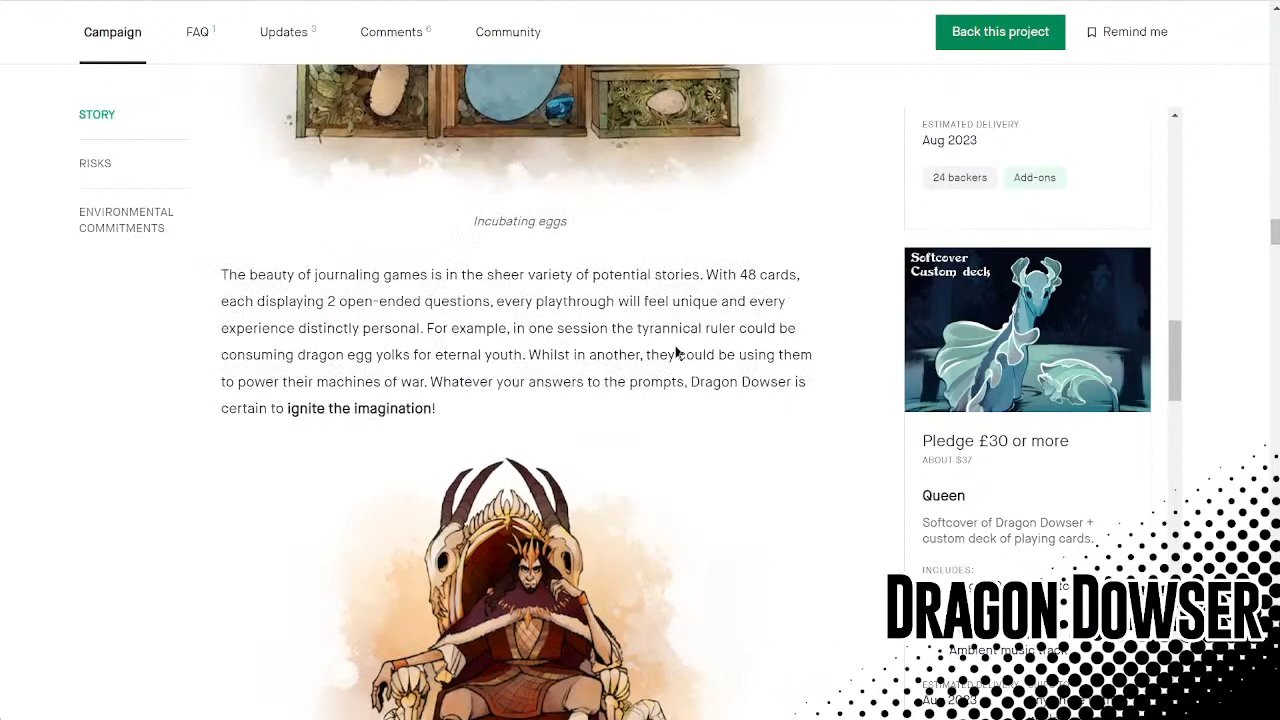 Campaign
FAQ 1
Updates 3
Comments 6
Community
Back this project
Remind me
STORY
RISKS
ENVIRONMENTAL
COMMITMENTS
Incubating eggs
The beauty of journaling games is in the sheer variety of potential stories. With 48 cards,
each displaying 2 open-ended questions, every playthrough will feel unique and every
experience distinctly personal. For example, in one session the tyrannical ruler could be
consuming dragon egg yolks for eternal youth. Whilst in another, they could be using them
to power their machines of war. Whatever your answers to the prompts, Dragon Dowser is
certain to ignite the imagination!
ESTIMATED DELIVERY
Aug 2023
24 backers
Add-ons
Softcover
Custom deck
Pledge £30 or more
ABOUT $37
Queen
Softcover of Dragon Dowser +
custom deck of playing cards.
INCLUDES:
DRAGON DOWSER
Ambient music track
ESTIMATED DELIVERY
Aug 2023